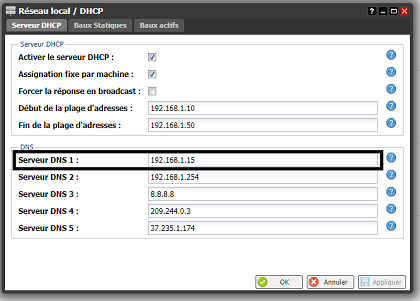 Réseau local / DHCP
Serveur DHCP
Baux Statiques
Baux actifs
Serveur DHCP
Activer le serveur DHCP :
Assignation fixe par machine :
Forcer la réponse en broadcast :
Début de la plage d'adresses : 192.168.1.10
Fin de la plage d'adresses : 192.168.1.50
DNS
Serveur DNS 1 : 192.168.1.15
Serveur DNS 2 : 192.168.1.254
Serveur DNS 3 : 8.8.8.8
Serveur DNS 4 : 209.244.0.3
Serveur DNS 5 : 37.235.1.174
OK
Annuler
Appliquer